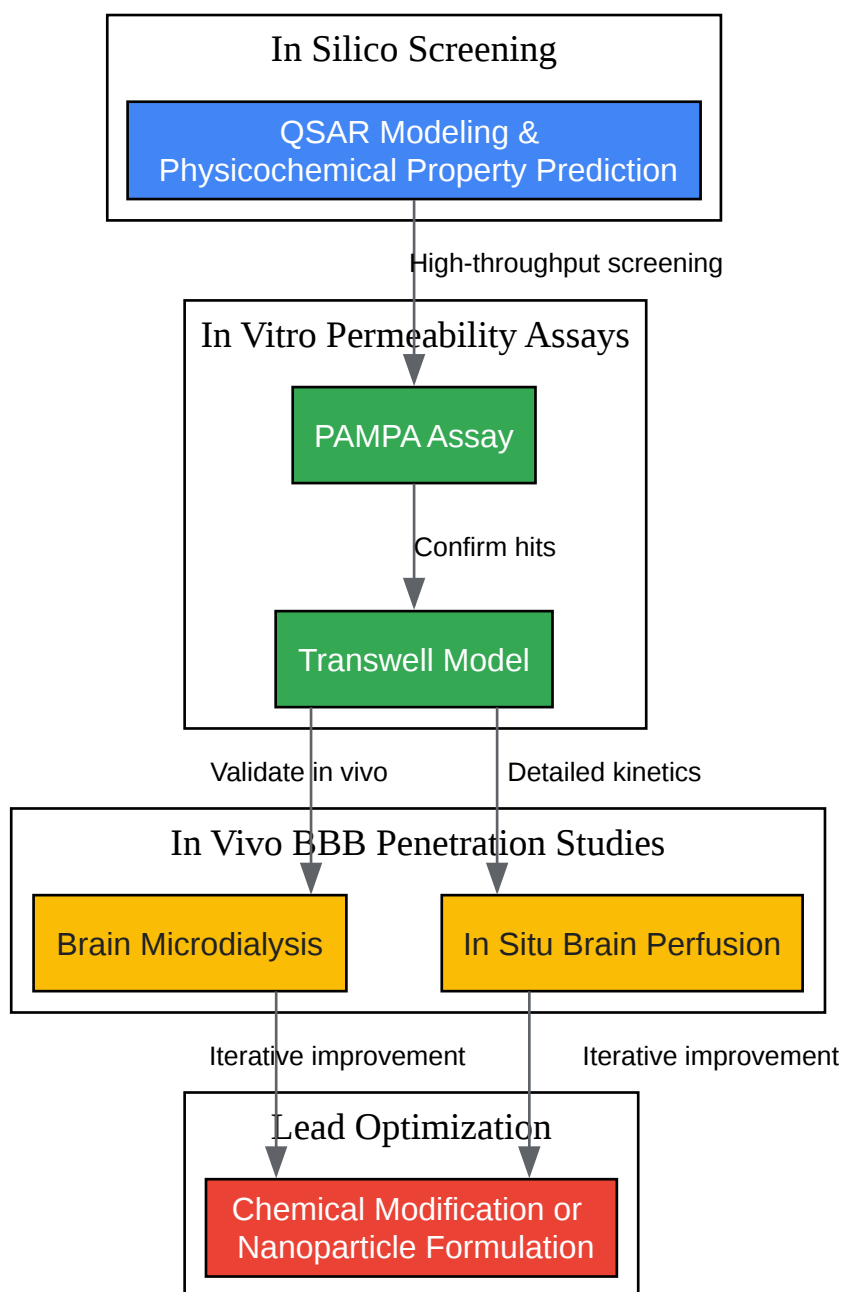 In Silico Screening
QSAR Modeling &
Physicochemical Property Prediction
High-throughput screening
In Vitro Permeability Assays
PAMPA Assay
Confirm hits
Transwell Model
Validate in vivo
Detailed kinetics
In Vivo BBB Penetration Studies
Brain Microdialysis
In Situ Brain Perfusion
Iterative improvement
Iterative improvement
Lead Optimization
Chemical Modification or
Nanoparticle Formulation